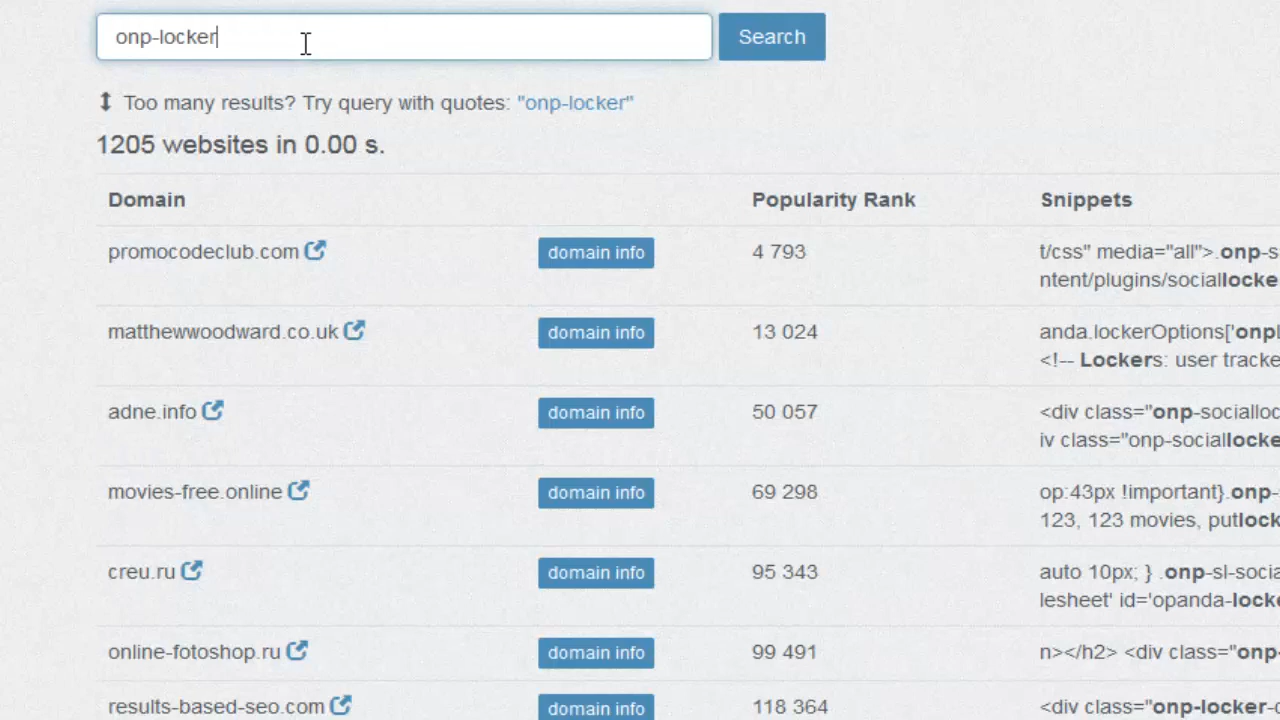 onp-locker
Search
Too many results? Try query with quotes: "onp-locker"
1205 websites in 0.00 s.
Domain Popularity Rank Snippets
promocodeclub.com domain info 4 793 t/css" media="all">.onp-s
ntent/plugins/sociallocke
matthewwoodward.co.uk domain info 13 024 anda.lockerOptions['onpl
<!-- Lockers: user tracke
adne.info domain info 50 057 <div class="onp-socialloc
iv class="onp-sociallocke
movies-free.online domain info 69 298 op:43px !important}.onp-
123, 123 movies, putlock
creu.ru domain info 95 343 auto 10px; } .onp-sl-socia
lesheet' id='opanda-locke
online-fotoshop.ru domain info 99 491 n></h2> <div class="onp-
results-based-seo.com domain info 118 364 <div class="onp-locker-c